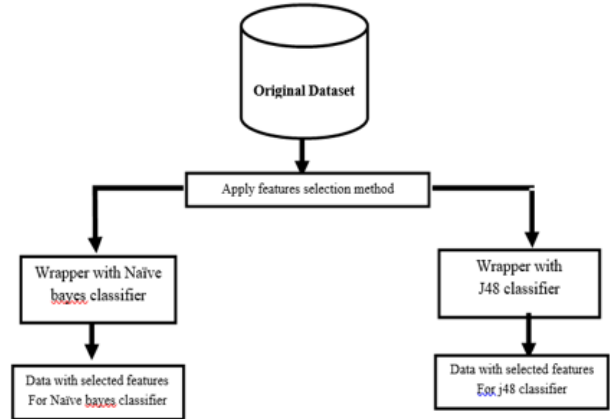 Original Dataset
Apply features selection method
Wrapper with Naïve
bayes classifier
Wrapper with
J48 classifier
Data with selected features
For Naïve bayes classifier
Data with selected features
For j48 classifier